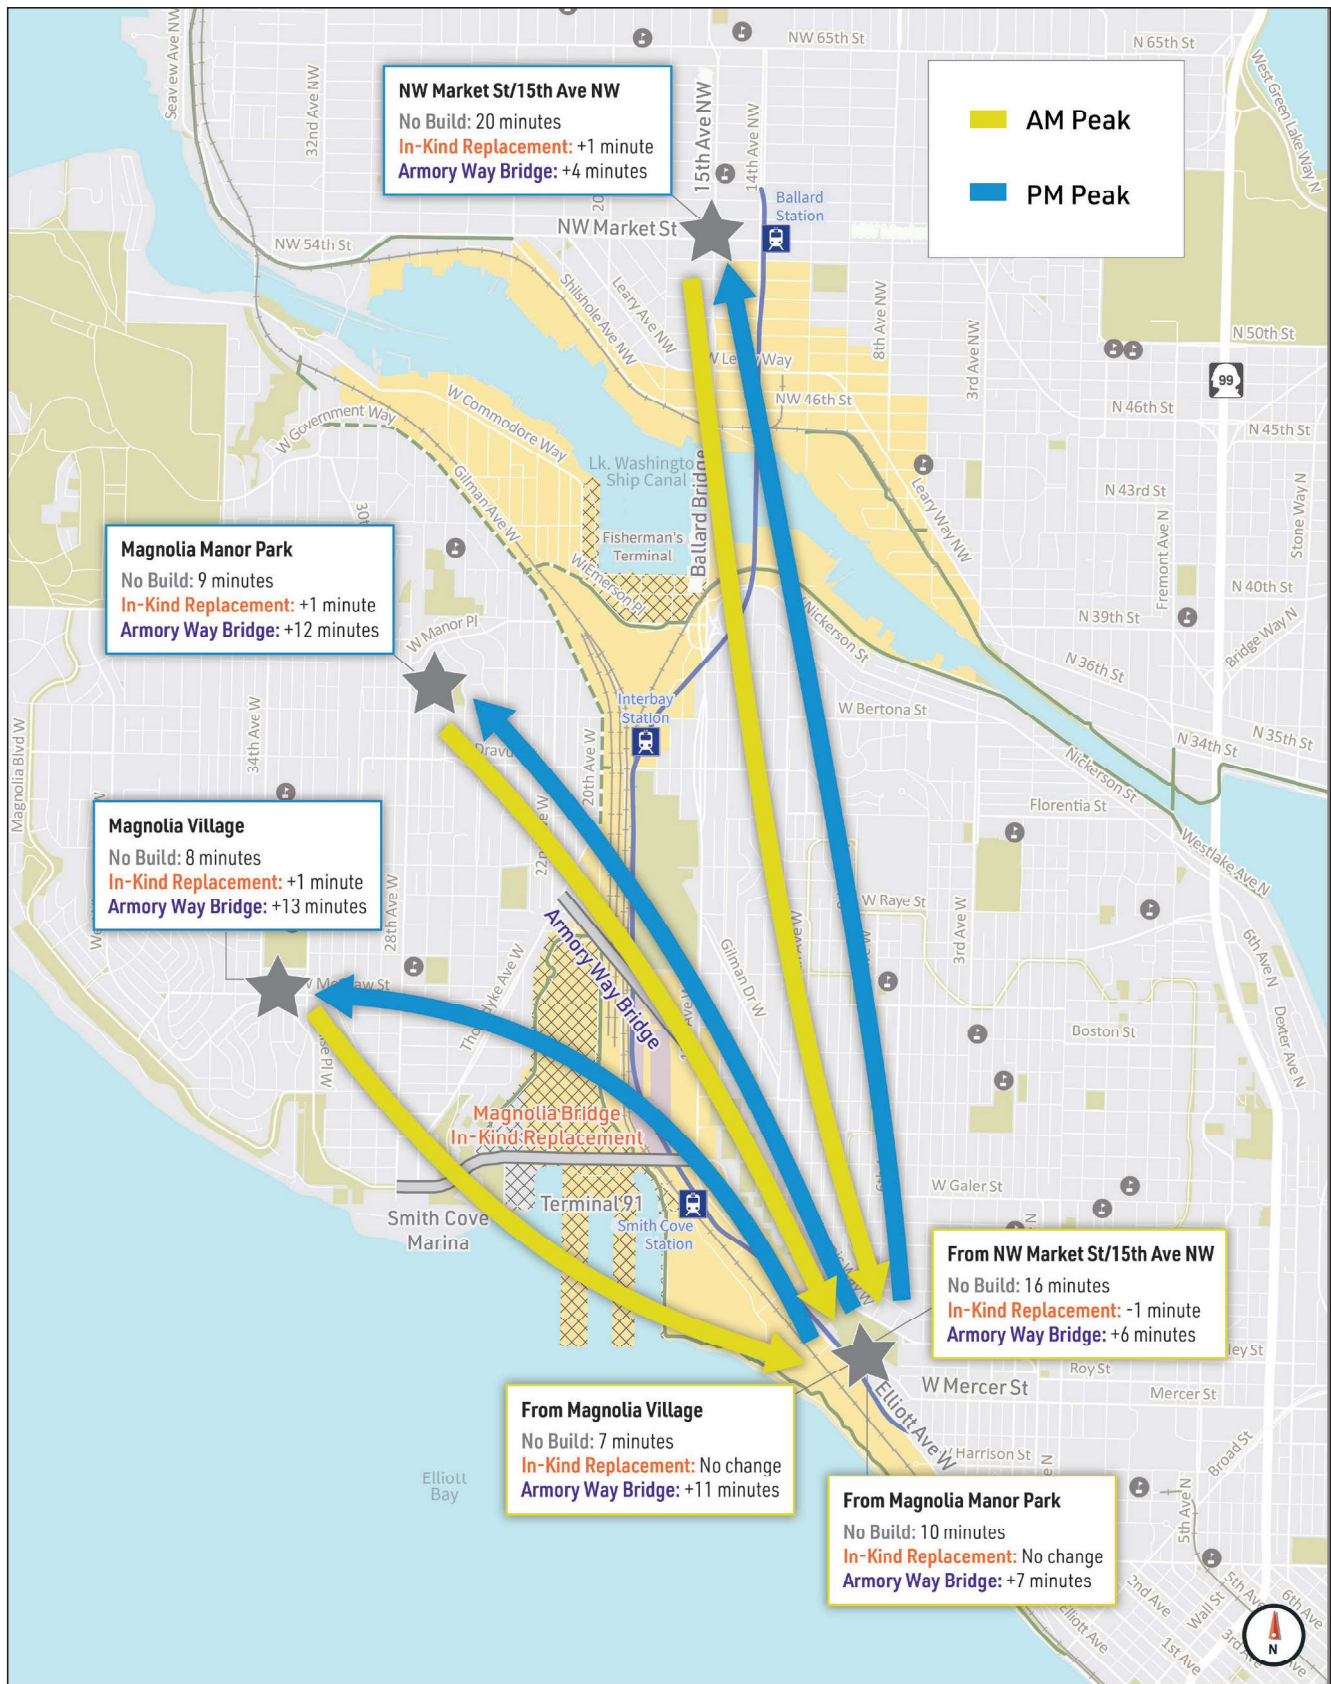 NW 65th St
N 65th St
Seaview Ave NW
32nd Ave NW
15th Ave NW
14th Ave NW
West Green Lake Way N
NW Market St/15th Ave NW
No Build: 20 minutes
In-Kind Replacement: +1 minute
Armory Way Bridge: +4 minutes
AM Peak
PM Peak
Ballard
Station
NW Market St
NW 54th St
Shilshole Ave NW
Leary Ave NW
8th Ave NW
3rd Ave NW
N 50th St
99
NW 46th St
N 46th St
N 45th St
W Government Way
W Commodore Way
Gilman Ave W
Ship Canal
Ballard Bridge
Leary Way NW
N 43rd St
Stone Way N
Fremont Ave N
Fisherman's
Terminal
W Emerson Pl
Nickerson St
N 40th St
N 39th St
Bridge Way N
N 36th St
Magnolia Manor Park
No Build: 9 minutes
In-Kind Replacement: +1 minute
Armory Way Bridge: +12 minutes
W Manor Pl
Interbay
Station
W Bertona St
N 34th St
N 35th St
34th Ave W
20th Ave W
Magnolia Blvd W
Nickerson St
Florentia St
Westlake Ave N
Magnolia Village
No Build: 8 minutes
In-Kind Replacement: +1 minute
Armory Way Bridge: +13 minutes
28th Ave W
W Raye St
3rd Ave W
Gilman Dr W
6th Ave N
Dexter Ave N
Armory Way Bridge
Boston St
Magnolia Bridge
In-Kind Replacement
Terminal 91
Smith Cove
Marina
Smith Cove
Station
W Galer St
From NW Market St/15th Ave NW
No Build: 16 minutes
In-Kind Replacement: -1 minute
Armory Way Bridge: +6 minutes
Roy St
W Mercer St
Mercer St
Elliott Ave W
From Magnolia Village
No Build: 7 minutes
In-Kind Replacement: No change
Armory Way Bridge: +11 minutes
W Harrison St
Broad St
Elliott
Bay
From Magnolia Manor Park
No Build: 10 minutes
In-Kind Replacement: No change
Armory Way Bridge: +7 minutes
5th Ave N
2nd Ave
Wall St
5th Ave
6th Ave
Elliott Ave
1st Ave
3rd Ave
N